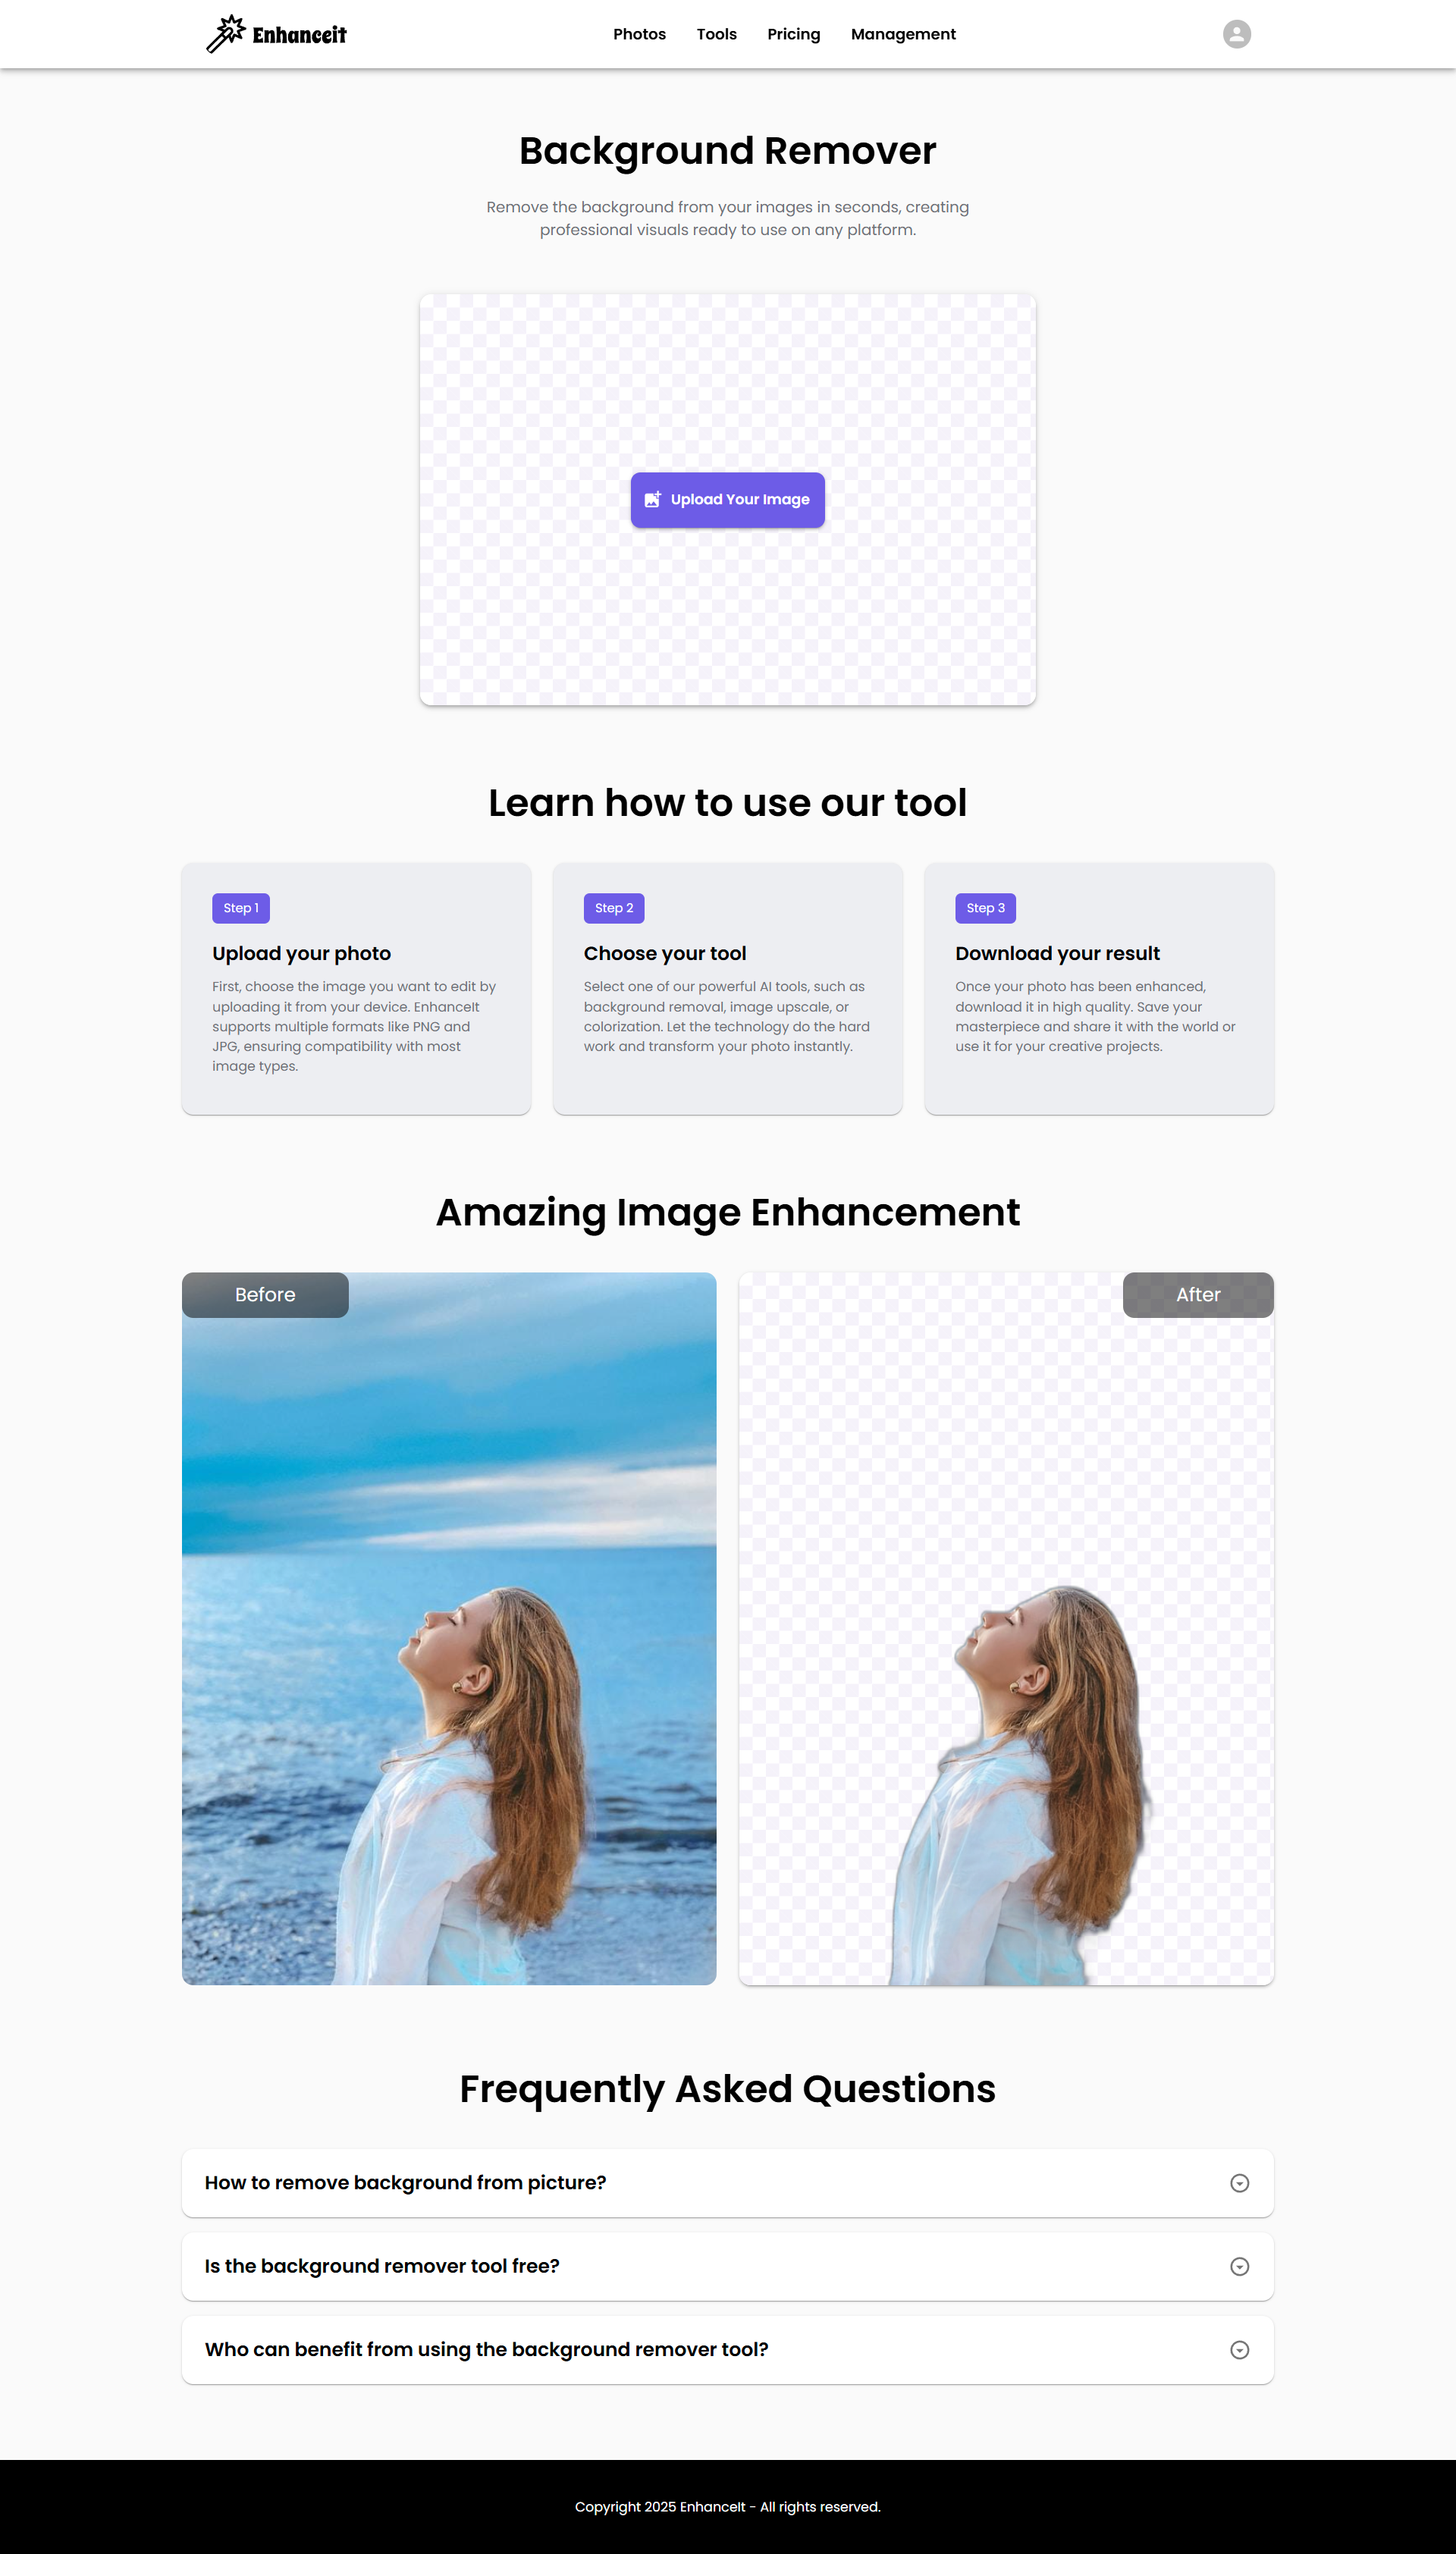 Enhanceit
Photos
Tools
Pricing
Management
Background Remover
Remove the background from your images in seconds, creating
professional visuals ready to use on any platform.
Upload Your Image
Learn how to use our tool
Step 1
Upload your photo
First, choose the image you want to edit by
uploading it from your device. EnhanceIt
supports multiple formats like PNG and
JPG, ensuring compatibility with most
image types.
Step 2
Choose your tool
Select one of our powerful AI tools, such as
background removal, image upscale, or
colorization. Let the technology do the hard
work and transform your photo instantly.
Step 3
Download your result
Once your photo has been enhanced,
download it in high quality. Save your
masterpiece and share it with the world or
use it for your creative projects.
Amazing Image Enhancement
Before
After
Frequently Asked Questions
How to remove background from picture?
Is the background remover tool free?
Who can benefit from using the background remover tool?
Copyright 2025 EnhanceIt - All rights reserved.